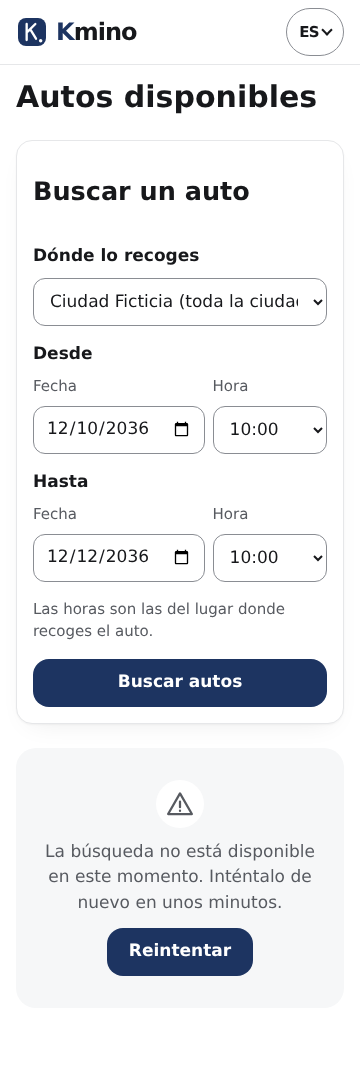 K. Kmino
ES
Autos disponibles
Buscar un auto
Dónde lo recoges
Ciudad Ficticia (toda la ciudad
Desde
Fecha
Hora
12/10/2036
10:00
Hasta
Fecha
Hora
12/12/2036
10:00
Las horas son las del lugar donde
recoges el auto.
Buscar autos
La búsqueda no está disponible
en este momento. Inténtalo de
nuevo en unos minutos.
Reintentar